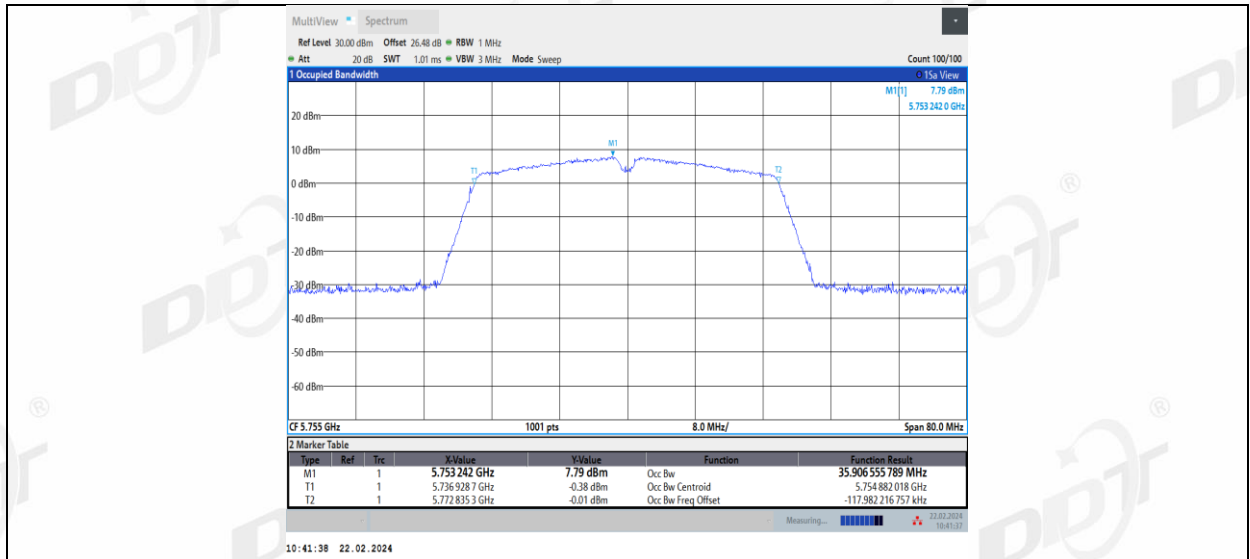 MultiView Spectrum
Ref Level 30.00 dBm Offset 26.48 dB RBW 1 MHz
Att 20 dB SWT 1.01 ms VBW 3 MHz Mode Sweep Count 100/100
1 Occupied Bandwidth 1Sa View
M1[1] 7.79 dBm
5.753 242 0 GHz
20 dBm
M1
10 dBm
T1 T2
0 dBm
-10 dBm
-20 dBm
-30 dBm
-40 dBm
-50 dBm
-60 dBm
CF 5.755 GHz 1001 pts 8.0 MHz/ Span 80.0 MHz
2 Marker Table
Type Ref Trc X-Value Y-Value Function Function Result
M1 1 5.753 242 GHz 7.79 dBm Occ Bw 35.906 555 789 MHz
T1 1 5.736 928 7 GHz -0.38 dBm Occ Bw Centroid 5.754 882 018 GHz
T2 1 5.772 835 3 GHz -0.01 dBm Occ Bw Freq Offset -117.982 216 757 kHz
Measuring... 22.02.2024
10:41:37
10:41:38 22.02.2024
DDT®